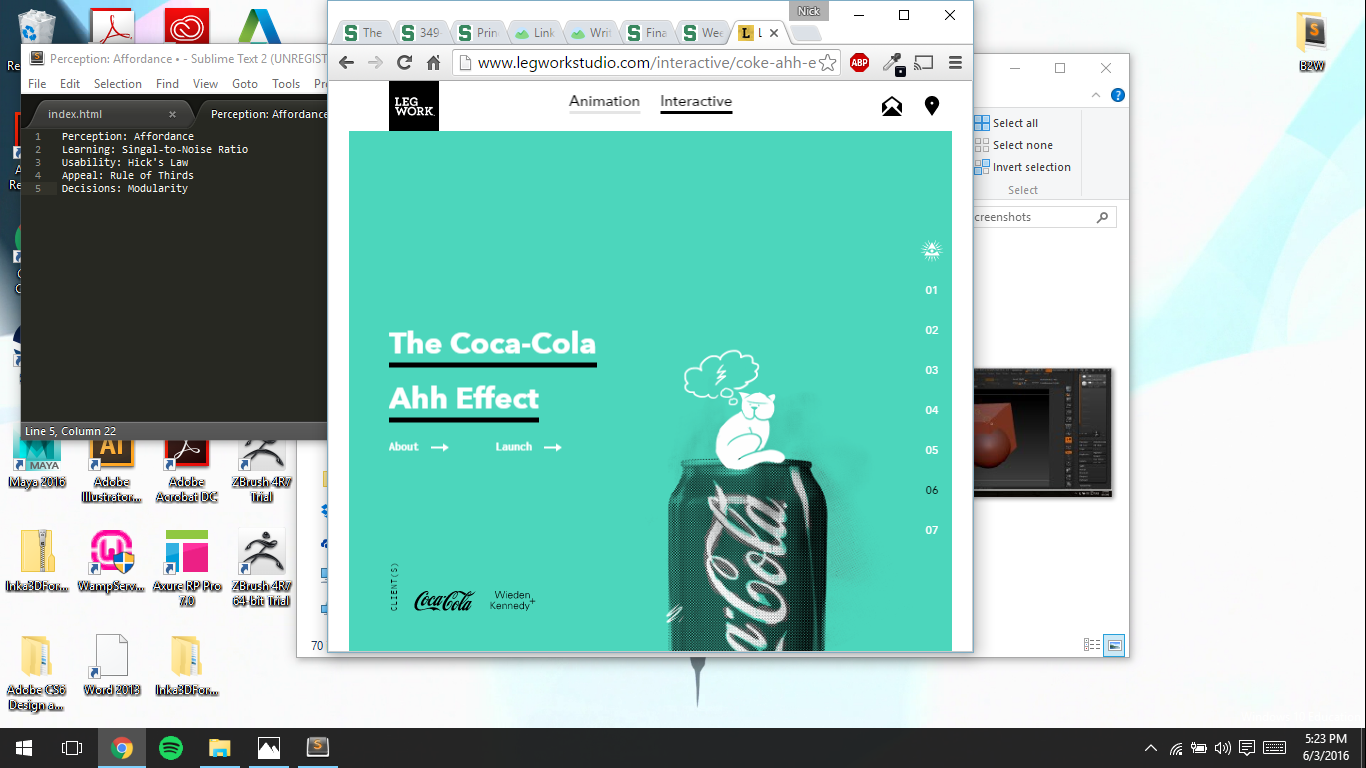 Perception: Affordance • - Sublime Text 2 (UNREGIST
File Edit Selection Find View Goto Tools
index.html
Perception: Affordance
1 Perception: Affordance
2 Learning: Singal-to-Noise Ratio
3 Usability: Hick's Law
4 Appeal: Rule of Thirds
5 Decisions: Modularity
Line 5, Column 22
Nick
The
349-
Prin
Link
Writ
Fina
Wee
L
www.legworkstudio.com/interactive/coke-ahh-e
ABP
LEG
WORK
Animation Interactive
The Coca-Cola
Ahh Effect
About Launch
01
02
03
04
05
06
07
CLIENT(S)
Coca-Cola
Wieden
Kennedy+
Select all
Select none
Invert selection
Select
creenshots
70
B2W
MAYA
Ai
Maya 2016
Adobe
Illustrator...
Adobe
Acrobat DC
ZBrush 4R7
Trial
Inka3DFor...
WampServ...
Axure RP Pro
7.0
ZBrush 4R7
64-bit Trial
Adobe CS6
Design a...
Word 2013
Inka3DFor...
5:23 PM
6/3/2016